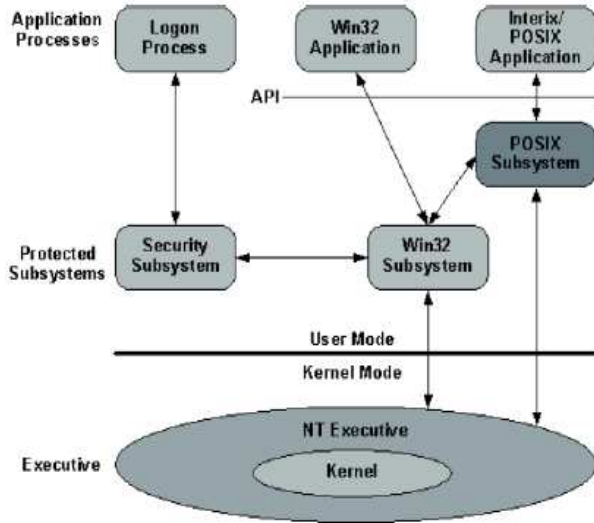 Application
Processes
Logon
Process
Win32
Application
Interix/
POSIX
Application
API
POSIX
Subsystem
Protected
Subsystems
Security
Subsystem
Win32
Subsystem
User Mode
Kernel Mode
NT Executive
Executive
Kernel